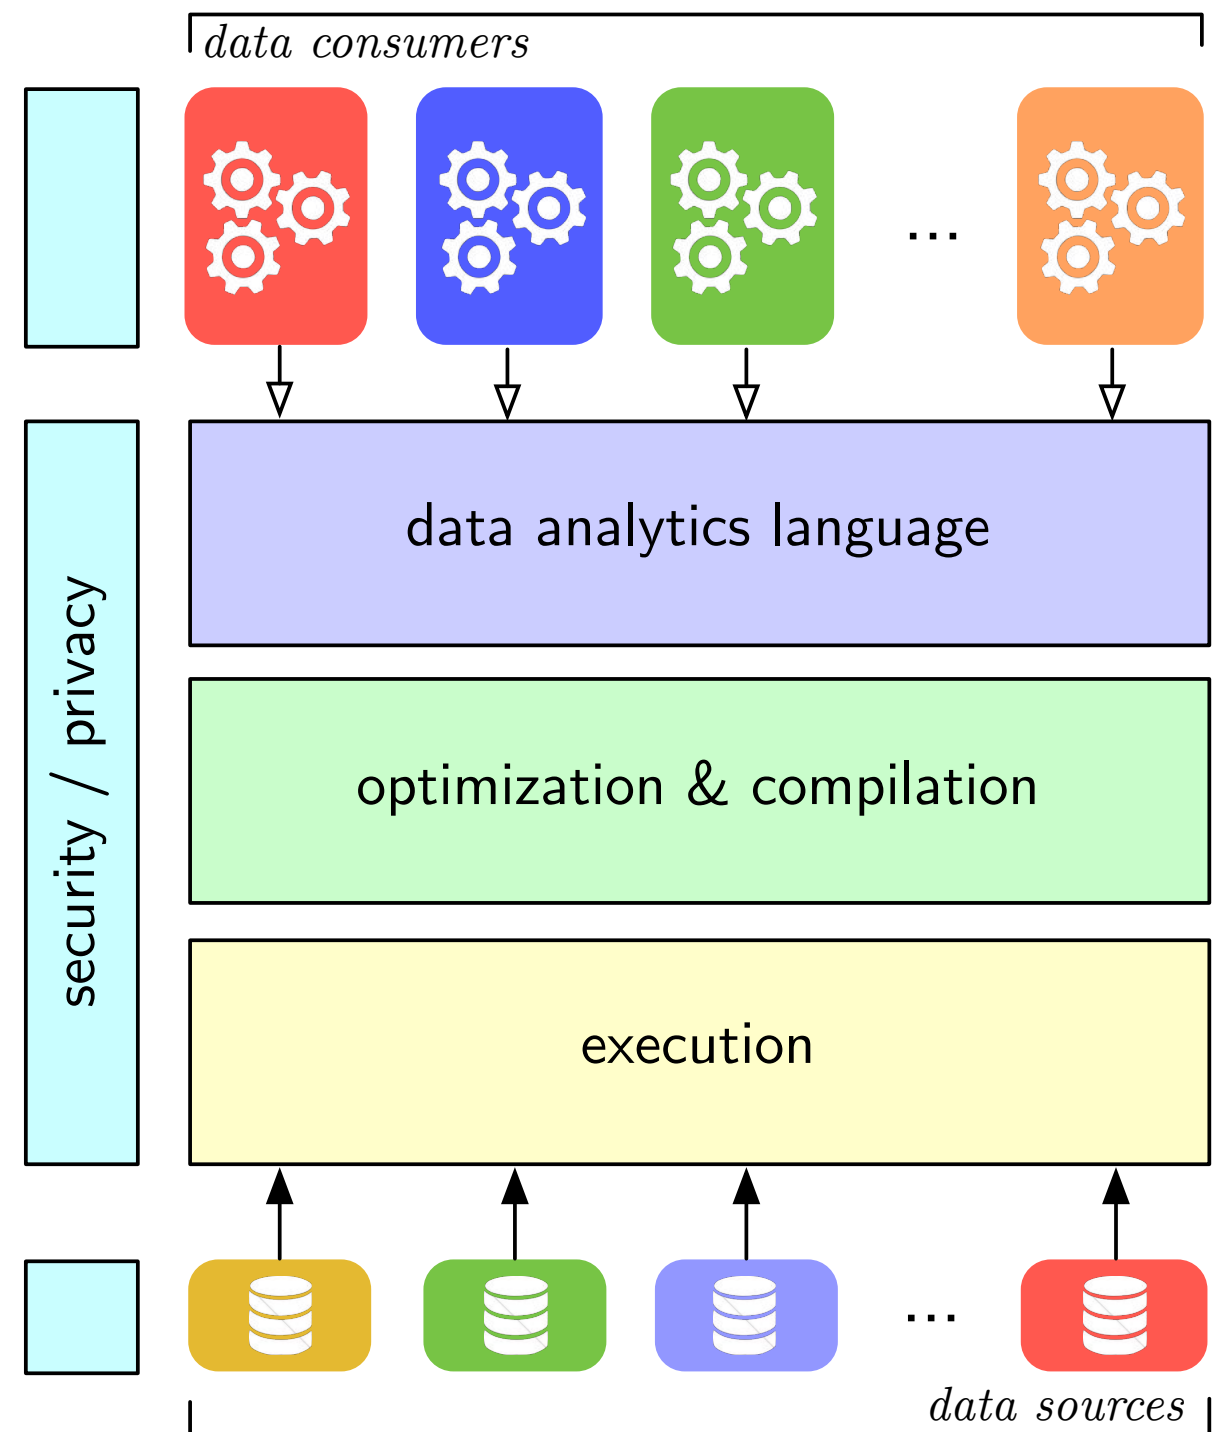 data consumers
...
data analytics language
security / privacy
optimization & compilation
execution
...
data sources